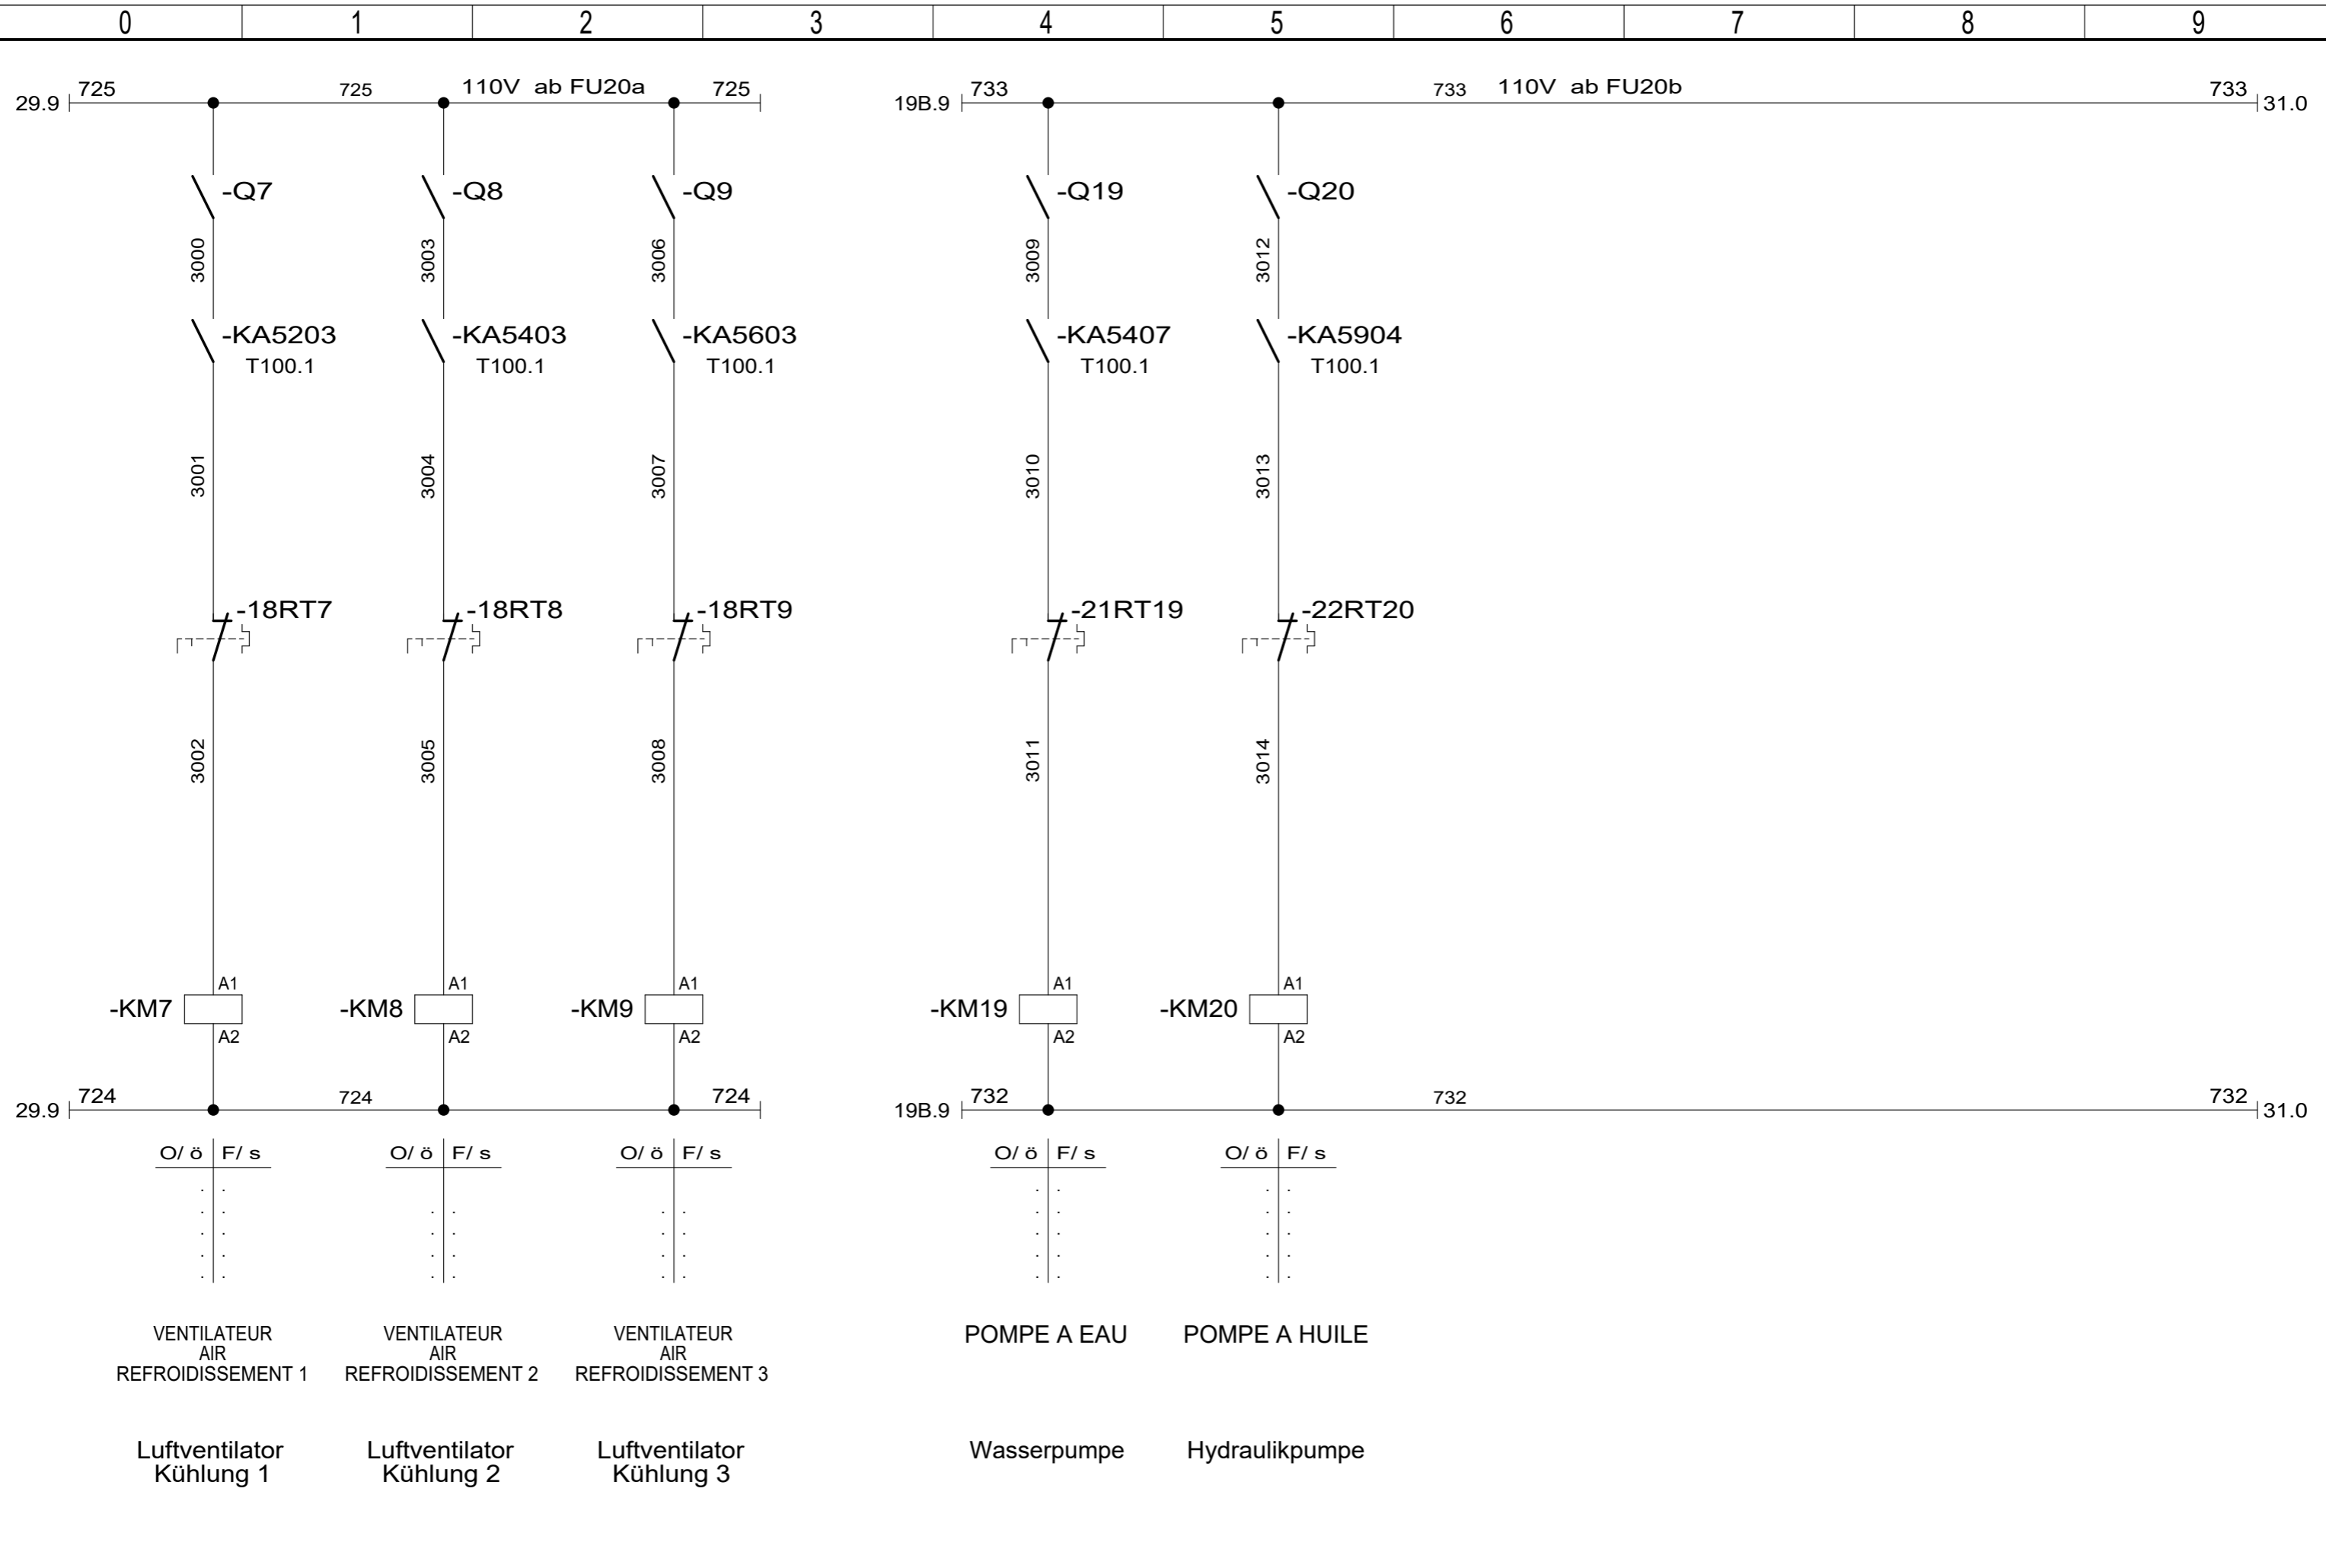 0 1 2 3 4 5 6 7 8 9
29.9 725 725 110V ab FU20a 725 19B.9 733 733 110V ab FU20b 733 31.0
-Q7 -Q8 -Q9 -Q19 -Q20
3000 3003 3006 3009 3012
-KA5203 -KA5403 -KA5603 -KA5407 -KA5904
T100.1 T100.1 T100.1 T100.1 T100.1
3001 3004 3007 3010 3013
-18RT7 -18RT8 -18RT9 -21RT19 -22RT20
3002 3005 3008 3011 3014
A1 A1 A1 A1 A1
-KM7 -KM8 -KM9 -KM19 -KM20
A2 A2 A2 A2 A2
29.9 724 724 724 19B.9 732 732 732 31.0
O/ ö F/ s O/ ö F/ s O/ ö F/ s O/ ö F/ s O/ ö F/ s
VENTILATEUR
AIR
REFROIDISSEMENT 1
VENTILATEUR
AIR
REFROIDISSEMENT 2
VENTILATEUR
AIR
REFROIDISSEMENT 3
POMPE A EAU
POMPE A HUILE
Luftventilator
Kühlung 1
Luftventilator
Kühlung 2
Luftventilator
Kühlung 3
Wasserpumpe
Hydraulikpumpe